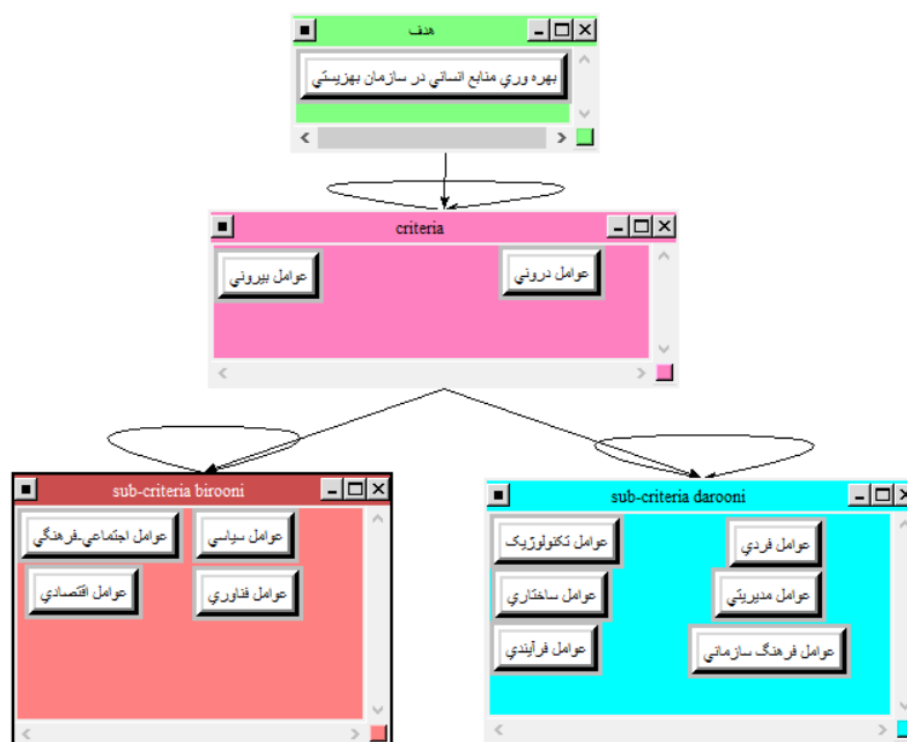 هدف
بهره وري منابع انساني در سازمان بهزيستي
criteria
عوامل بيروني
عوامل دروني
sub-criteria birooni
عوامل اجتماعي-فرهنگي
عوامل سياسي
عوامل اقتصادي
عوامل فناوري
sub-criteria darooni
عوامل تکنولوژيک
عوامل فردي
عوامل ساختاري
عوامل مديريتي
عوامل فرآيندي
عوامل فرهنگ سازماني